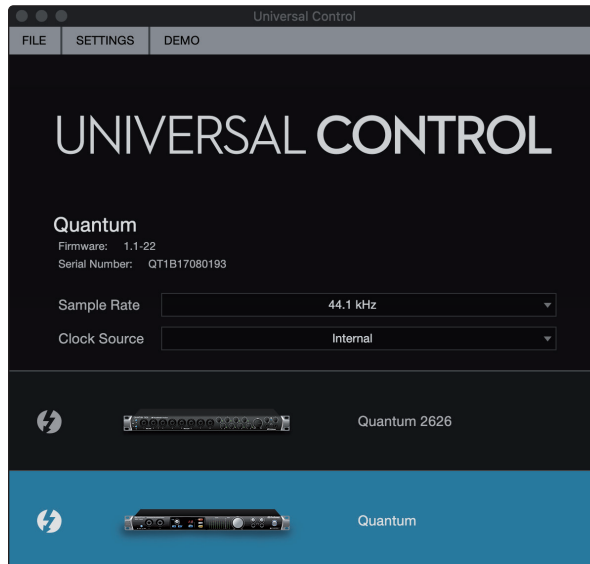 Universal Control
FILE SETTINGS DEMO
UNIVERSAL CONTROL
Quantum
Firmware: 1.1-22
Serial Number: QT1B17080193
Sample Rate 44.1 kHz
Clock Source Internal
Quantum 2626
Quantum